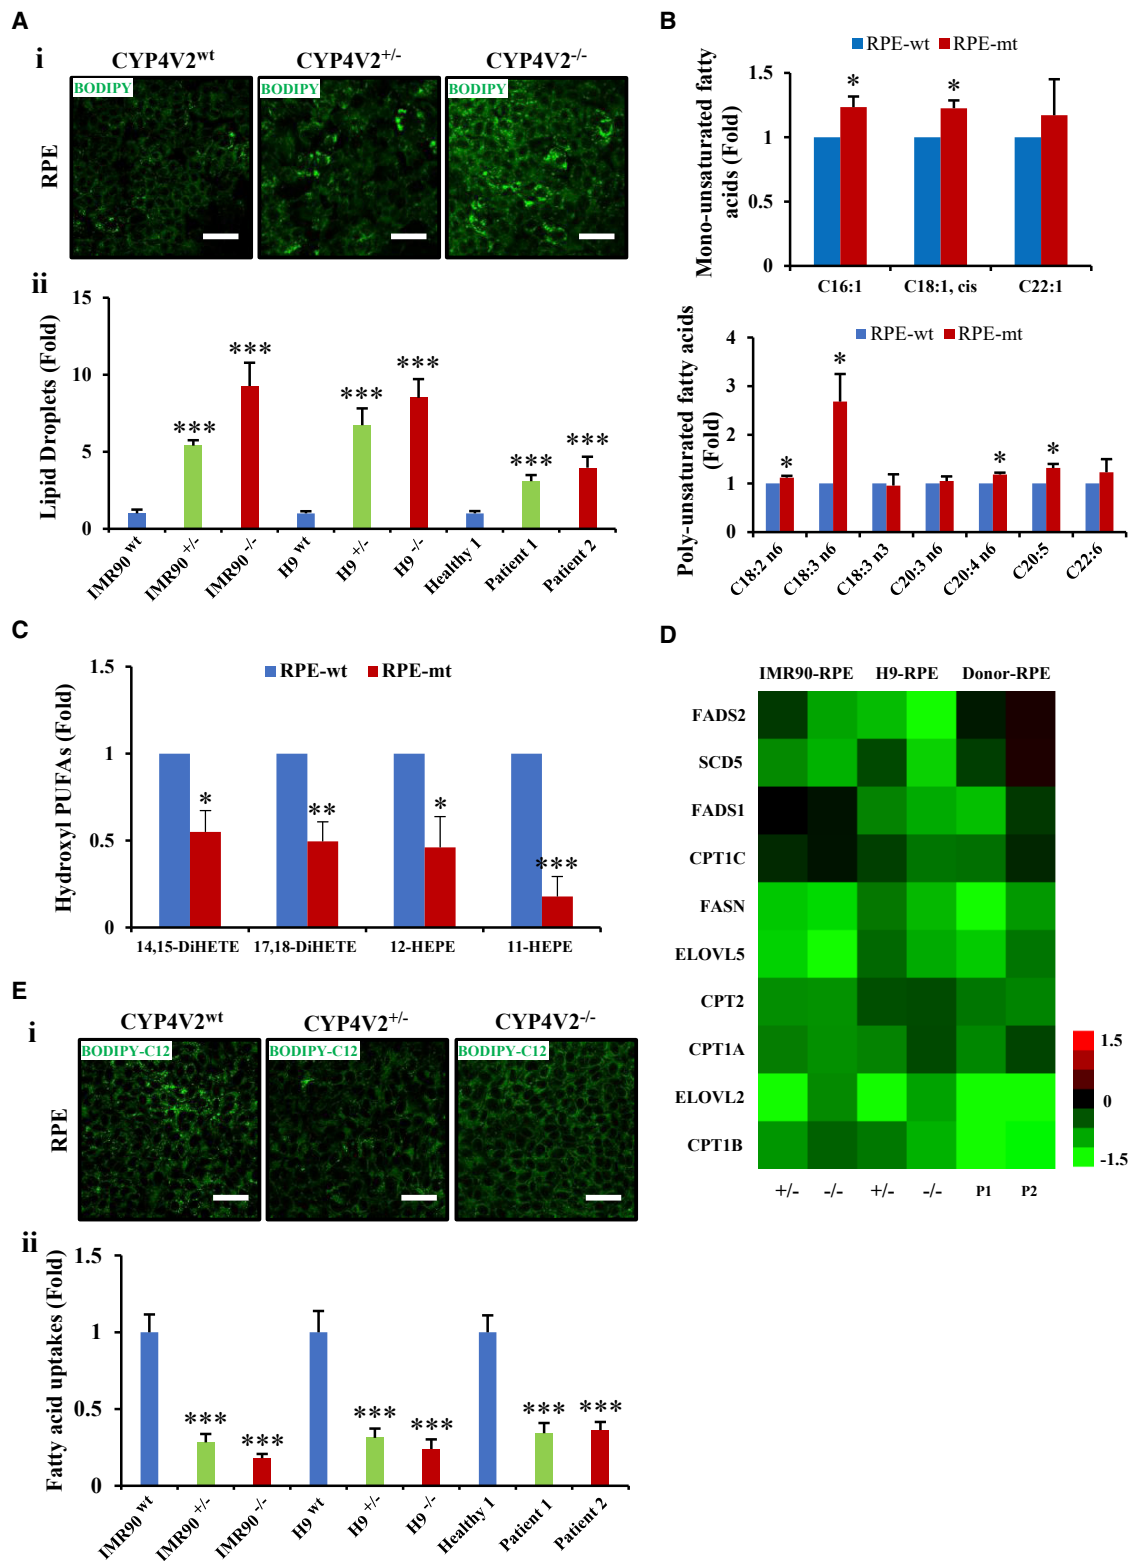 A
i
CYP4V2wt
CYP4V2+/-
CYP4V2-/-
RPE
BODIPY
BODIPY
BODIPY
ii
Lipid Droplets (Fold)
15
10
5
0
IMR90 wt
IMR90 +/-
IMR90 -/-
H9 wt
H9 +/-
H9 -/-
Healthy 1
Patient 1
Patient 2
***
***
***
***
***
***
B
RPE-wt
RPE-mt
Mono-unsaturated fatty
acids (Fold)
1.5
1
0.5
0
*
*
C16:1
C18:1, cis
C22:1
RPE-wt
RPE-mt
Poly-unsaturated fatty acids
(Fold)
4
3
2
1
0
*
*
*
*
C18:2 n6
C18:3 n6
C18:3 n3
C20:3 n6
C20:4 n6
C20:5
C22:6
C
RPE-wt
RPE-mt
Hydroxyl PUFAs (Fold)
1.5
1
0.5
0
*
**
*
***
14,15-DiHETE
17,18-DiHETE
12-HEPE
11-HEPE
D
IMR90-RPE
H9-RPE
Donor-RPE
FADS2
SCD5
FADS1
CPT1C
FASN
ELOVL5
CPT2
CPT1A
ELOVL2
CPT1B
+/-
-/-
+/-
-/-
P1
P2
1.5
0
-1.5
E
i
CYP4V2wt
CYP4V2+/-
CYP4V2-/-
RPE
BODIPY-C12
BODIPY-C12
BODIPY-C12
ii
Fatty acid uptakes (Fold)
1.5
1
0.5
0
***
***
***
***
***
***
IMR90 wt
IMR90 +/-
IMR90 -/-
H9 wt
H9 +/-
H9 -/-
Healthy 1
Patient 1
Patient 2